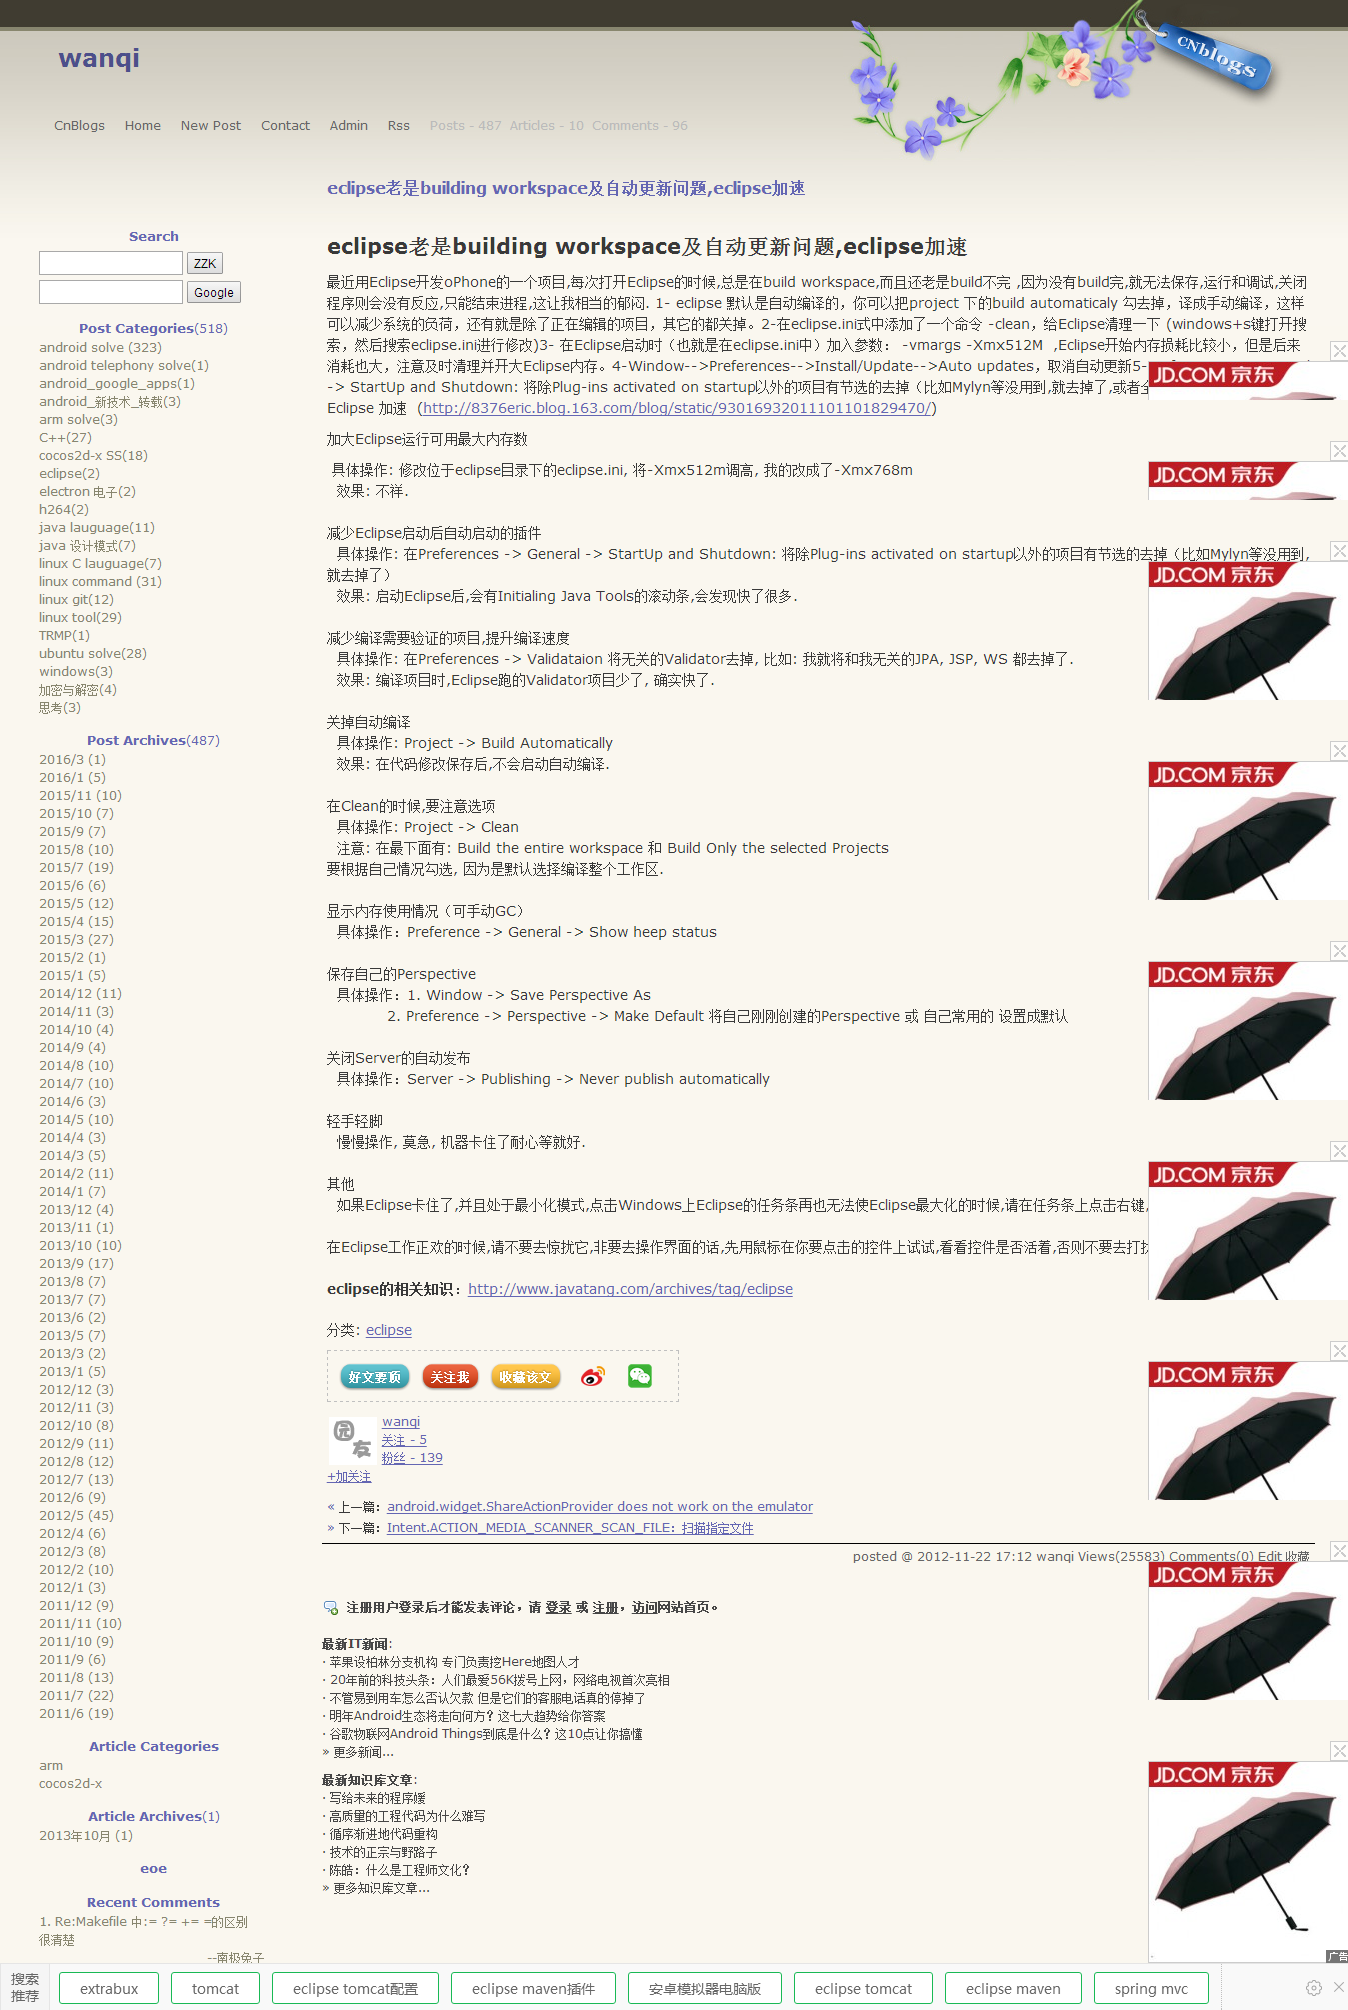 CNblogs
wanqi
CnBlogs Home New Post Contact Admin Rss Posts - 487 Articles - 10 Comments - 96
eclipse老是building workspace及自动更新问题,eclipse加速
Search
ZZK
Google
Post Categories(518)
android solve (323)
android telephony solve(1)
android_google_apps(1)
android_新技术_转载(3)
arm solve(3)
C++(27)
cocos2d-x SS(18)
eclipse(2)
electron 电子(2)
h264(2)
java lauguage(11)
java 设计模式(7)
linux C lauguage(7)
linux command (31)
linux git(12)
linux tool(29)
TRMP(1)
ubuntu solve(28)
windows(3)
加密与解密(4)
思考(3)
Post Archives(487)
2016/3 (1)
2016/1 (5)
2015/11 (10)
2015/10 (7)
2015/9 (7)
2015/8 (10)
2015/7 (19)
2015/6 (6)
2015/5 (12)
2015/4 (15)
2015/3 (27)
2015/2 (1)
2015/1 (5)
2014/12 (11)
2014/11 (3)
2014/10 (4)
2014/9 (4)
2014/8 (10)
2014/7 (10)
2014/6 (3)
2014/5 (10)
2014/4 (3)
2014/3 (5)
2014/2 (11)
2014/1 (7)
2013/12 (4)
2013/11 (1)
2013/10 (10)
2013/9 (17)
2013/8 (7)
2013/7 (7)
2013/6 (2)
2013/5 (7)
2013/3 (2)
2013/1 (5)
2012/12 (3)
2012/11 (3)
2012/10 (8)
2012/9 (11)
2012/8 (12)
2012/7 (13)
2012/6 (9)
2012/5 (45)
2012/4 (6)
2012/3 (8)
2012/2 (10)
2012/1 (3)
2011/12 (9)
2011/11 (10)
2011/10 (9)
2011/9 (6)
2011/8 (13)
2011/7 (22)
2011/6 (19)
Article Categories
arm
cocos2d-x
Article Archives(1)
2013年10月 (1)
eoe
Recent Comments
1. Re:Makefile 中:= ?= += =的区别
很清楚
--南极兔子
eclipse老是building workspace及自动更新问题,eclipse加速
最近用Eclipse开发oPhone的一个项目,每次打开Eclipse的时候,总是在build workspace,而且还老是build不完 ,因为没有build完,就无法保存,运行和调试,关闭
程序则会没有反应,只能结束进程,这让我相当的郁闷. 1- eclipse 默认是自动编译的，你可以把project 下的build automaticaly 勾去掉，译成手动编译，这样
可以减少系统的负荷，还有就是除了正在编辑的项目，其它的都关掉。2-在eclipse.ini式中添加了一个命令 -clean，给Eclipse清理一下 (windows+s键打开搜
索，然后搜索eclipse.ini进行修改)3- 在Eclipse启动时（也就是在eclipse.ini中）加入参数： -vmargs -Xmx512M ,Eclipse开始内存损耗比较小，但是后来
消耗也大，注意及时清理并开大Eclipse内存。4-Window-->Preferences-->Install/Update-->Auto updates，取消自动更新5-
-> StartUp and Shutdown: 将除Plug-ins activated on startup以外的项目有节选的去掉（比如Mylyn等没用到,就去掉了,或者全
Eclipse 加速 (http://8376eric.blog.163.com/blog/static/93016932011101101829470/)
加大Eclipse运行可用最大内存数
具体操作: 修改位于eclipse目录下的eclipse.ini, 将-Xmx512m调高, 我的改成了-Xmx768m
效果: 不祥.
减少Eclipse启动后自动启动的插件
具体操作: 在Preferences -> General -> StartUp and Shutdown: 将除Plug-ins activated on startup以外的项目有节选的去掉（比如Mylyn等没用到,
就去掉了）
效果: 启动Eclipse后,会有Initialing Java Tools的滚动条,会发现快了很多.
减少编译需要验证的项目,提升编译速度
具体操作: 在Preferences -> Validataion 将无关的Validator去掉, 比如: 我就将和我无关的JPA, JSP, WS 都去掉了.
效果: 编译项目时,Eclipse跑的Validator项目少了, 确实快了.
关掉自动编译
具体操作: Project -> Build Automatically
效果: 在代码修改保存后,不会启动自动编译.
在Clean的时候,要注意选项
具体操作: Project -> Clean
注意: 在最下面有: Build the entire workspace 和 Build Only the selected Projects
要根据自己情况勾选, 因为是默认选择编译整个工作区.
显示内存使用情况（可手动GC）
具体操作：Preference -> General -> Show heep status
保存自己的Perspective
具体操作：1. Window -> Save Perspective As
2. Preference -> Perspective -> Make Default 将自己刚刚创建的Perspective 或 自己常用的 设置成默认
关闭Server的自动发布
具体操作：Server -> Publishing -> Never publish automatically
轻手轻脚
慢慢操作, 莫急, 机器卡住了耐心等就好.
其他
如果Eclipse卡住了,并且处于最小化模式,点击Windows上Eclipse的任务条再也无法使Eclipse最大化的时候,请在任务条上点击右键,
在Eclipse工作正欢的时候,请不要去惊扰它,非要去操作界面的话,先用鼠标在你要点击的控件上试试,看看控件是否活着,否则不要去打扰
eclipse的相关知识：http://www.javatang.com/archives/tag/eclipse
分类: eclipse
好文要顶 关注我 收藏该文
园友
wanqi
关注 - 5
粉丝 - 139
+加关注
« 上一篇：android.widget.ShareActionProvider does not work on the emulator
» 下一篇：Intent.ACTION_MEDIA_SCANNER_SCAN_FILE：扫描指定文件
posted @ 2012-11-22 17:12 wanqi Views(25583) Comments(0) Edit 收藏
注册用户登录后才能发表评论，请 登录 或 注册，访问网站首页。
最新IT新闻:
· 苹果设柏林分支机构 专门负责挖Here地图人才
· 20年前的科技头条：人们最爱56K拨号上网，网络电视首次亮相
· 不管易到用车怎么否认欠款 但是它们的客服电话真的停掉了
· 明年Android生态将走向何方？这七大趋势给你答案
· 谷歌物联网Android Things到底是什么？这10点让你搞懂
» 更多新闻...
最新知识库文章:
· 写给未来的程序媛
· 高质量的工程代码为什么难写
· 循序渐进地代码重构
· 技术的正宗与野路子
· 陈皓：什么是工程师文化？
» 更多知识库文章...
JD.COM 京东
JD.COM 京东
JD.COM 京东
JD.COM 京东
JD.COM 京东
JD.COM 京东
JD.COM 京东
JD.COM 京东
JD.COM 京东
广告
搜索
推荐
extrabux tomcat eclipse tomcat配置 eclipse maven插件 安卓模拟器电脑版 eclipse tomcat eclipse maven spring mvc